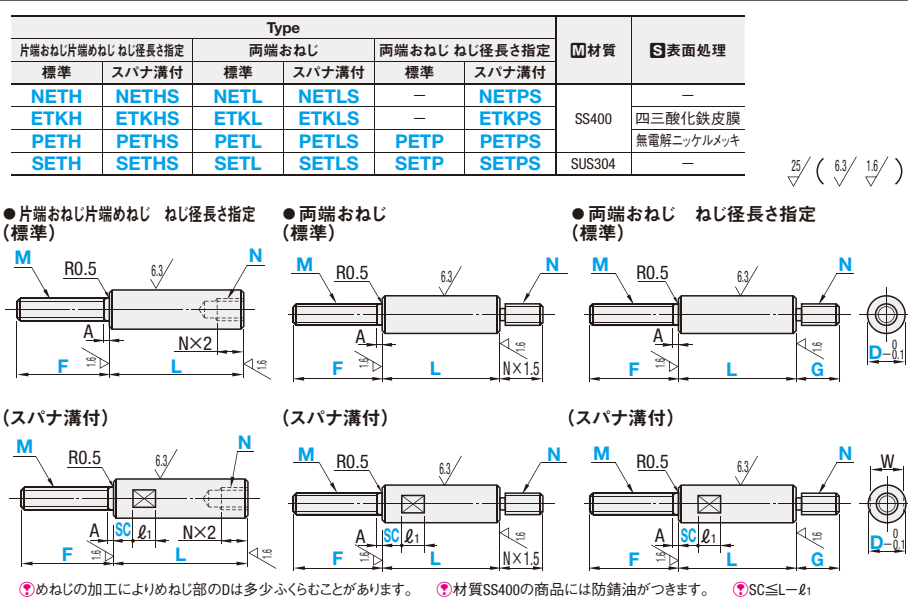 Type
片端おねじ片端めねじ ねじ径長さ指定 両端おねじ 両端おねじ ねじ径長さ指定 M材質 S表面処理
標準 スパナ溝付 標準 スパナ溝付 標準 スパナ溝付
NETH NETHS NETL NETLS － NETPS SS400 －
ETKH ETKHS ETKL ETKLS － ETKPS 四三酸化鉄皮膜
PETH PETHS PETL PETLS PETP PETPS 無電解ニッケルメッキ
SETH SETHS SETL SETLS SETP SETPS SUS304 －
25 ( 6.3 1.6 )
●片端おねじ片端めねじ ねじ径長さ指定
(標準)
M R0.5 6.3 N
A N×2
1.6 1.6
F L
●両端おねじ
(標準)
M R0.5 6.3 N
A
1.6 1.6
F L N×1.5
●両端おねじ ねじ径長さ指定
(標準)
M R0.5 6.3 N
A
1.6 1.6
F L G
D 0 −0.1
(スパナ溝付)
M R0.5 6.3 N
A SC ℓ1 N×2
1.6 1.6
F L
(スパナ溝付)
M R0.5 6.3 N
A SC ℓ1
1.6 1.6
F L N×1.5
(スパナ溝付)
M R0.5 6.3 N
A SC ℓ1
1.6 1.6
F L G
W
D 0 −0.1
めねじの加工によりめねじ部のDは多少ふくらむことがあります。 材質SS400の商品には防錆油がつきます。 SC≦L－ℓ1